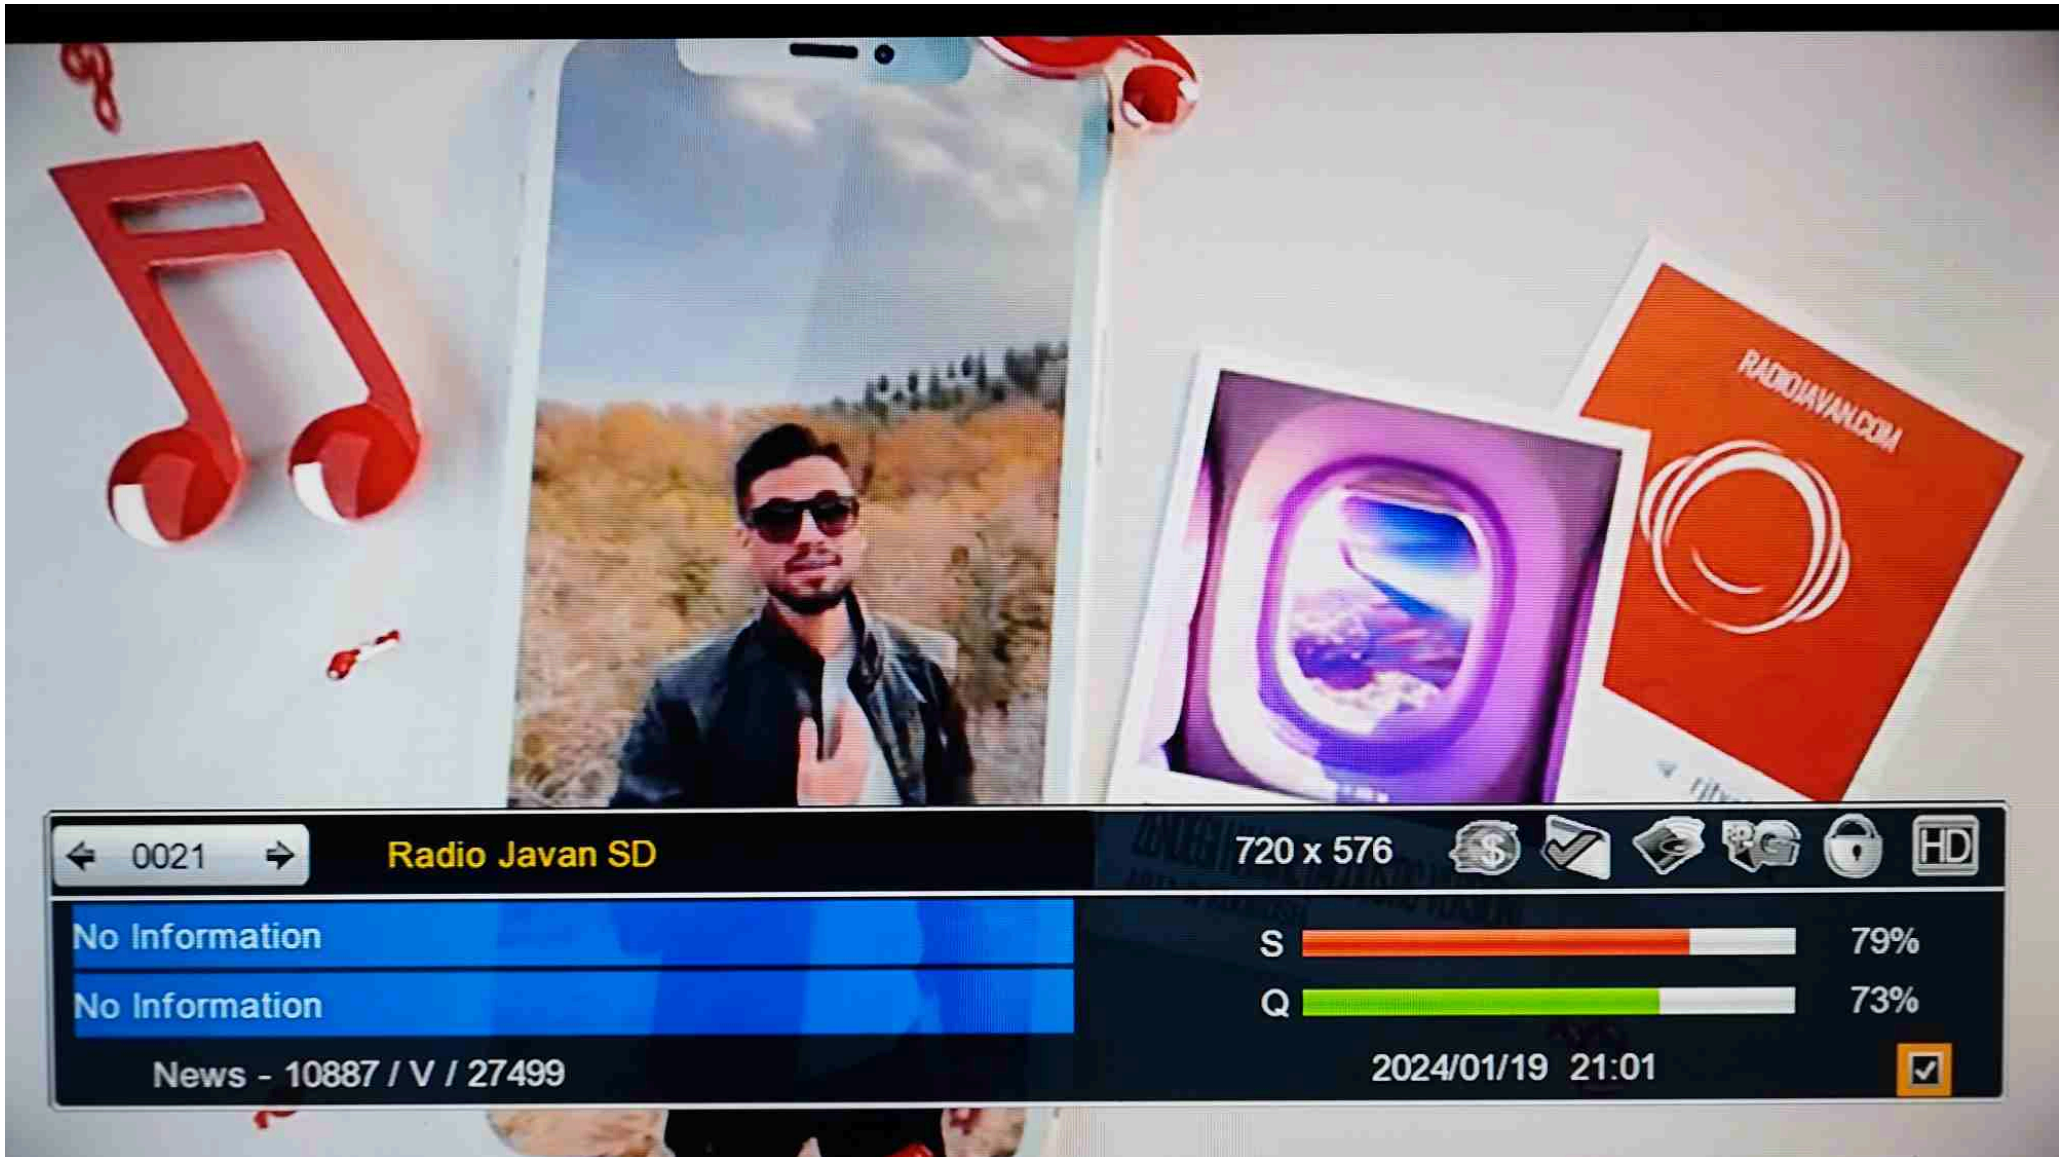 RADIOJAVAN.COM
0021
Radio Javan SD
720 x 576
HD
No Information
S
79%
No Information
Q
73%
News - 10887 / V / 27499
2024/01/19 21:01